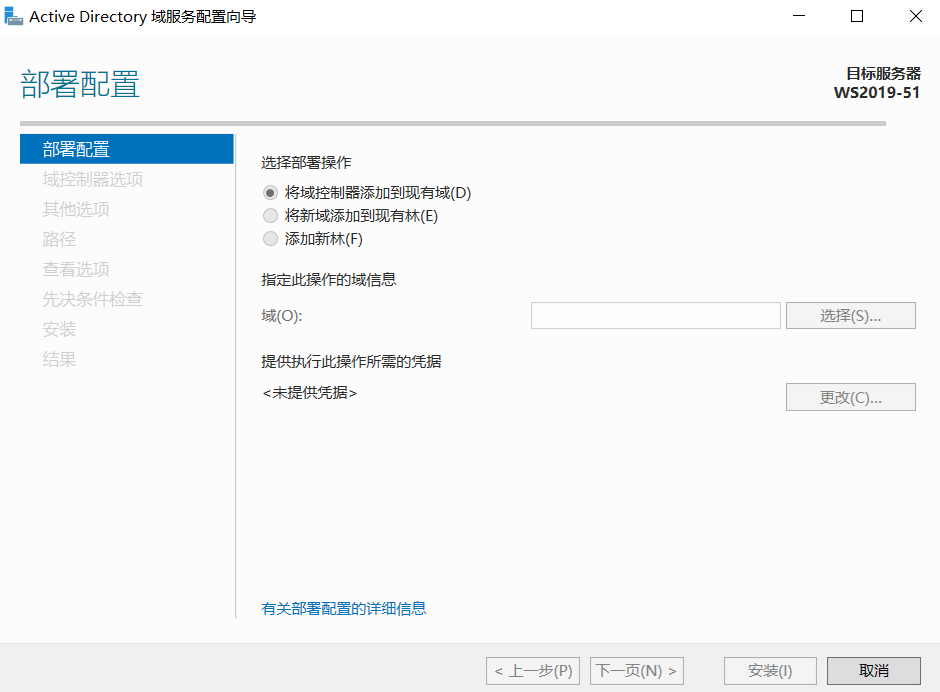 Active Directory 域服务配置向导
部署配置
目标服务器
WS2019-51
部署配置
域控制器选项
其他选项
路径
查看选项
先决条件检查
安装
结果
选择部署操作
将域控制器添加到现有域(D)
将新域添加到现有林(E)
添加新林(F)
指定此操作的域信息
域(O):
选择(S)...
提供执行此操作所需的凭据
<未提供凭据>
更改(C)...
有关部署配置的详细信息
< 上一步(P)
下一页(N) >
安装(I)
取消